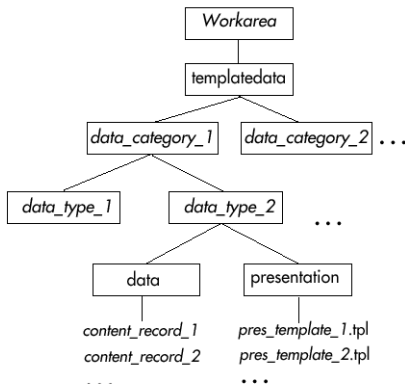 Workarea
templatedata
data_category_1 data_category_2 ...
data_type_1 data_type_2 ...
data presentation
content_record_1 pres_template_1.tpl
content_record_2 pres_template_2.tpl
... ...